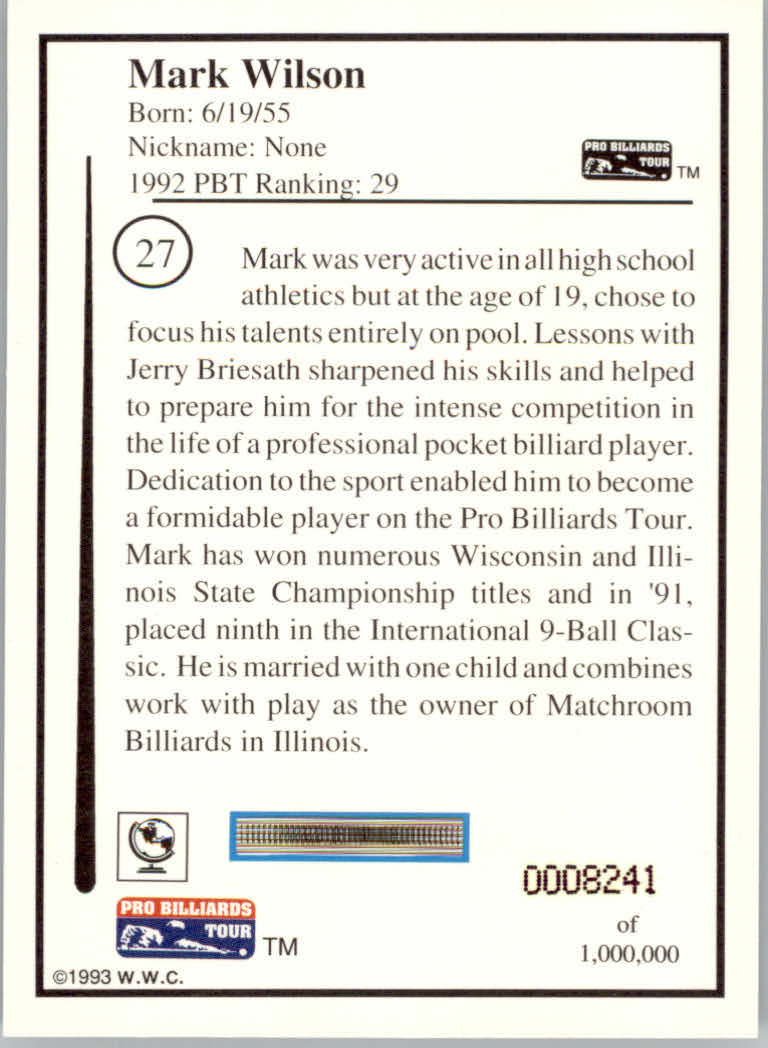 Mark Wilson
Born: 6/19/55
Nickname: None
1992 PBT Ranking: 29
PRO BILLIARDS
TOUR TM
27
Mark was very active in all high school
athletics but at the age of 19, chose to
focus his talents entirely on pool. Lessons with
Jerry Briesath sharpened his skills and helped
to prepare him for the intense competition in
the life of a professional pocket billiard player.
Dedication to the sport enabled him to become
a formidable player on the Pro Billiards Tour.
Mark has won numerous Wisconsin and Illi-
nois State Championship titles and in '91,
placed ninth in the International 9-Ball Clas-
sic. He is married with one child and combines
work with play as the owner of Matchroom
Billiards in Illinois.
0008241
of
1,000,000
PRO BILLIARDS
TOUR TM
©1993 W.W.C.